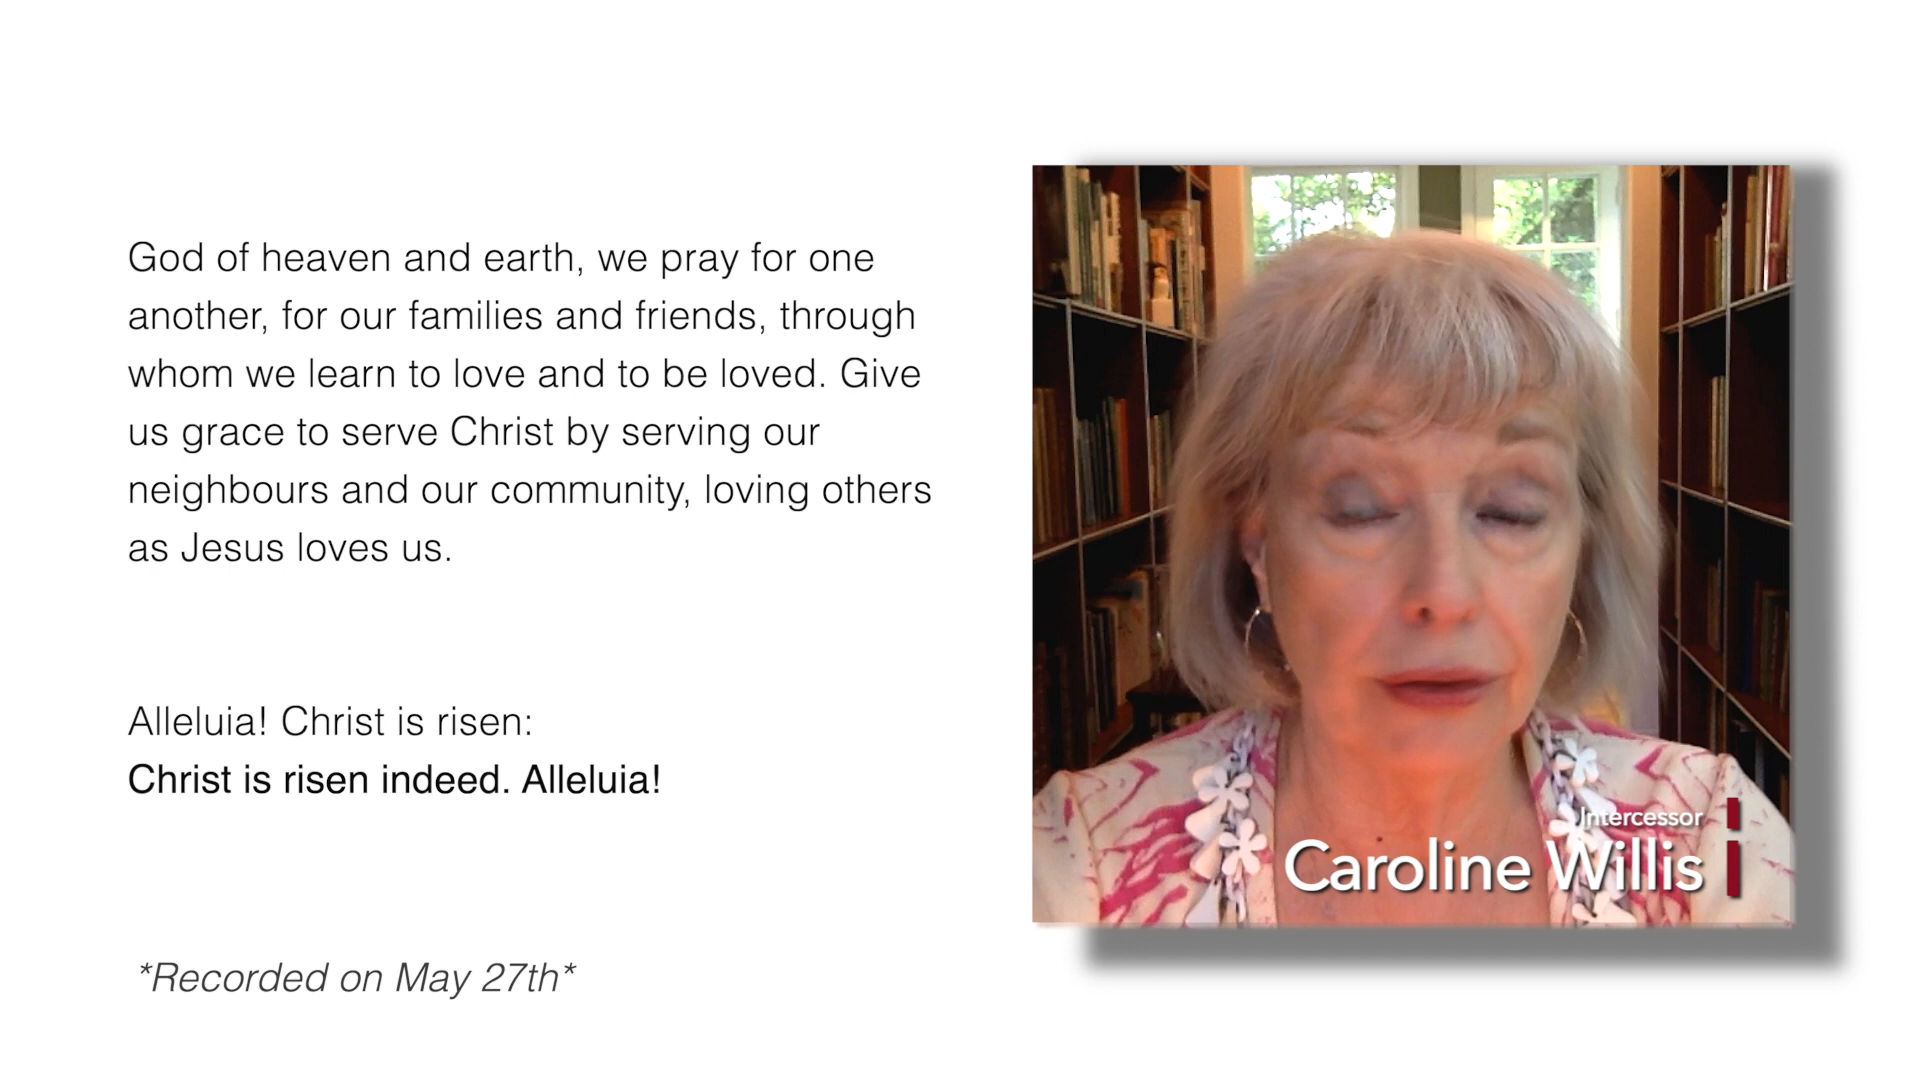 God of heaven and earth, we pray for one
another, for our families and friends, through
whom we learn to love and to be loved. Give
us grace to serve Christ by serving our
neighbours and our community, loving others
as Jesus loves us.
Alleluia! Christ is risen:
Christ is risen indeed. Alleluia!
*Recorded on May 27th*
Intercessor
Caroline Willis